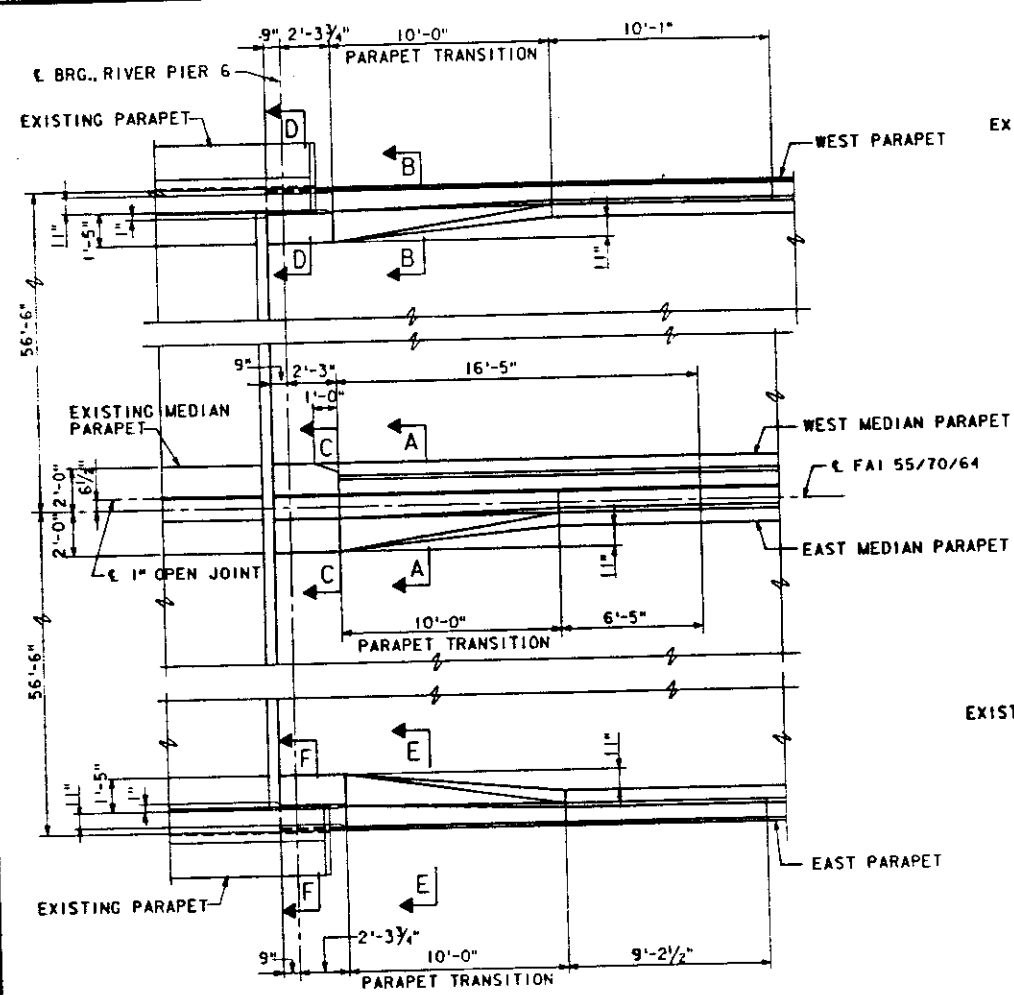 9" 2'-3¾" 10'-0" 10'-1"
PARAPET TRANSITION
℄ BRG., RIVER PIER 6
EXISTING PARAPET
D
B
WEST PARAPET
EX
11"
1'-5"
1"
D
B
11"
56'-6"
9" 2'-3" 16'-5"
1'-0"
EXISTING MEDIAN
PARAPET
C
A
WEST MEDIAN PARAPET
℄ FAI 55/70/64
2'-0"
6½"
2'-0"
EAST MEDIAN PARAPET
℄ 1" OPEN JOINT
C
A
11"
10'-0" 6'-5"
PARAPET TRANSITION
56'-6"
EXIST
F
E
11"
11"
1'-5"
1"
EAST PARAPET
EXISTING PARAPET
F
E
2'-3¾"
9" 10'-0" 9'-2½"
PARAPET TRANSITION